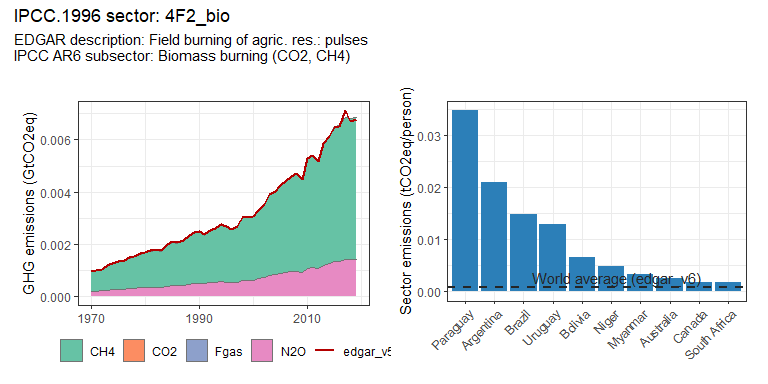 IPCC.1996 sector: 4F2_bio
EDGAR description: Field burning of agric. res.: pulses
IPCC AR6 subsector: Biomass burning (CO2, CH4)
GHG emissions (GtCO2eq)
0.006
0.004
0.002
0.000
1970
1990
2010
CH4
CO2
Fgas
N2O
edgar_v6
Sector emissions (tCO2eq/person)
0.03
0.02
0.01
0.00
World average (edgar_v6)
Paraguay
Argentina
Brazil
Uruguay
Bolivia
Niger
Myanmar
Australia
Canada
South Africa